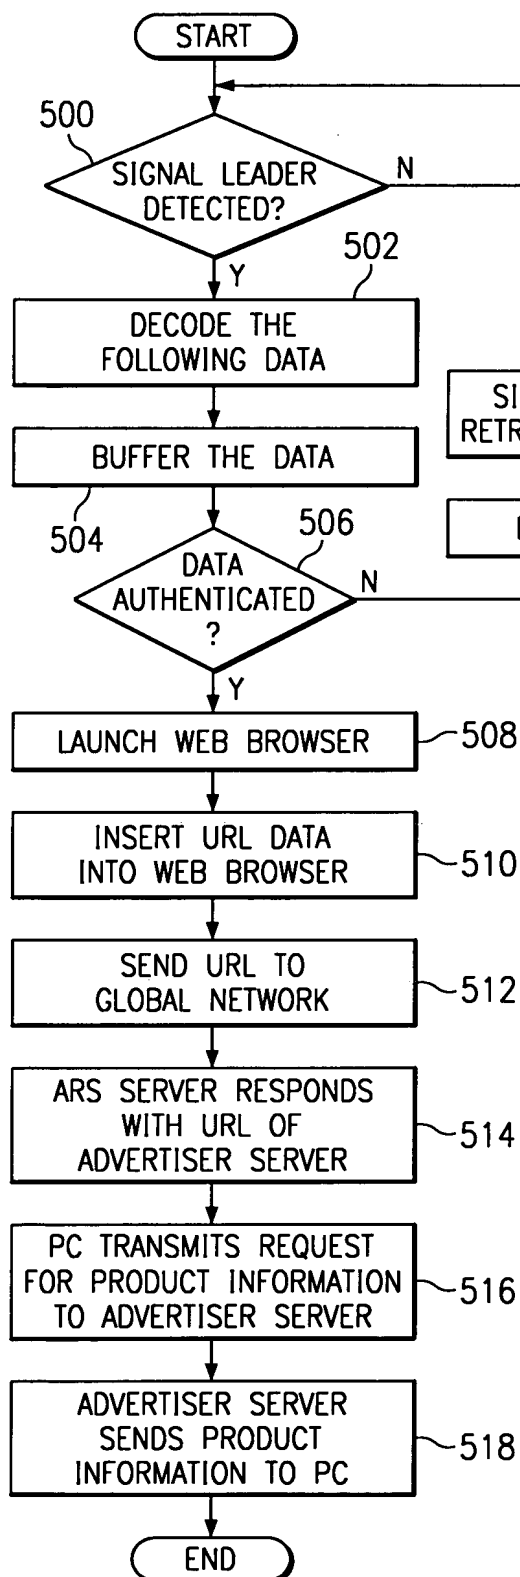 START
500
SIGNAL LEADER
DETECTED?
N
Y
502
DECODE THE
FOLLOWING DATA
SI
RETR
BUFFER THE DATA
504
506
DATA
AUTHENTICATED
?
N
Y
LAUNCH WEB BROWSER
508
INSERT URL DATA
INTO WEB BROWSER
510
SEND URL TO
GLOBAL NETWORK
512
ARS SERVER RESPONDS
WITH URL OF
ADVERTISER SERVER
514
PC TRANSMITS REQUEST
FOR PRODUCT INFORMATION
TO ADVERTISER SERVER
516
ADVERTISER SERVER
SENDS PRODUCT
INFORMATION TO PC
518
END